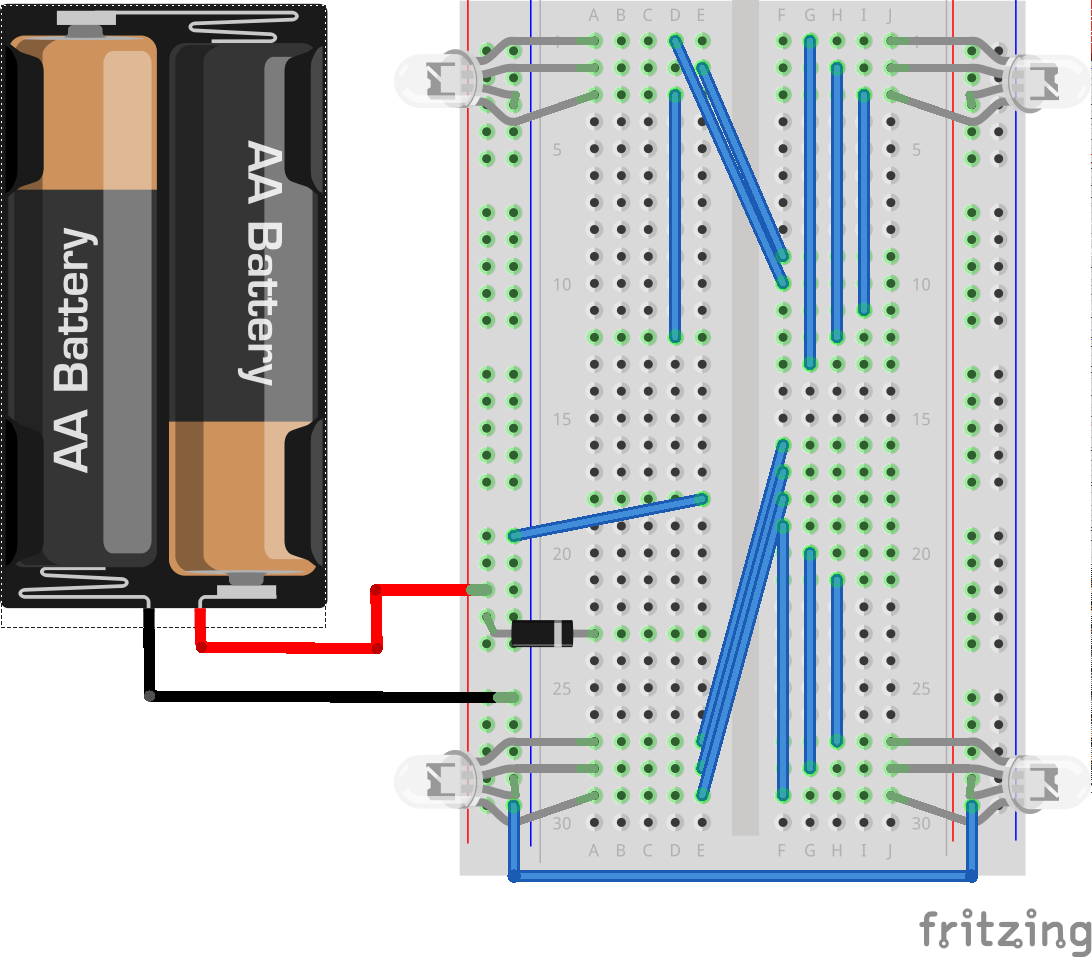 A B C D E F G H I J
1 1
5 5
10 10
15 15
20 20
25 25
30 30
A B C D E F G H I J
AA Battery
AA Battery
fritzing